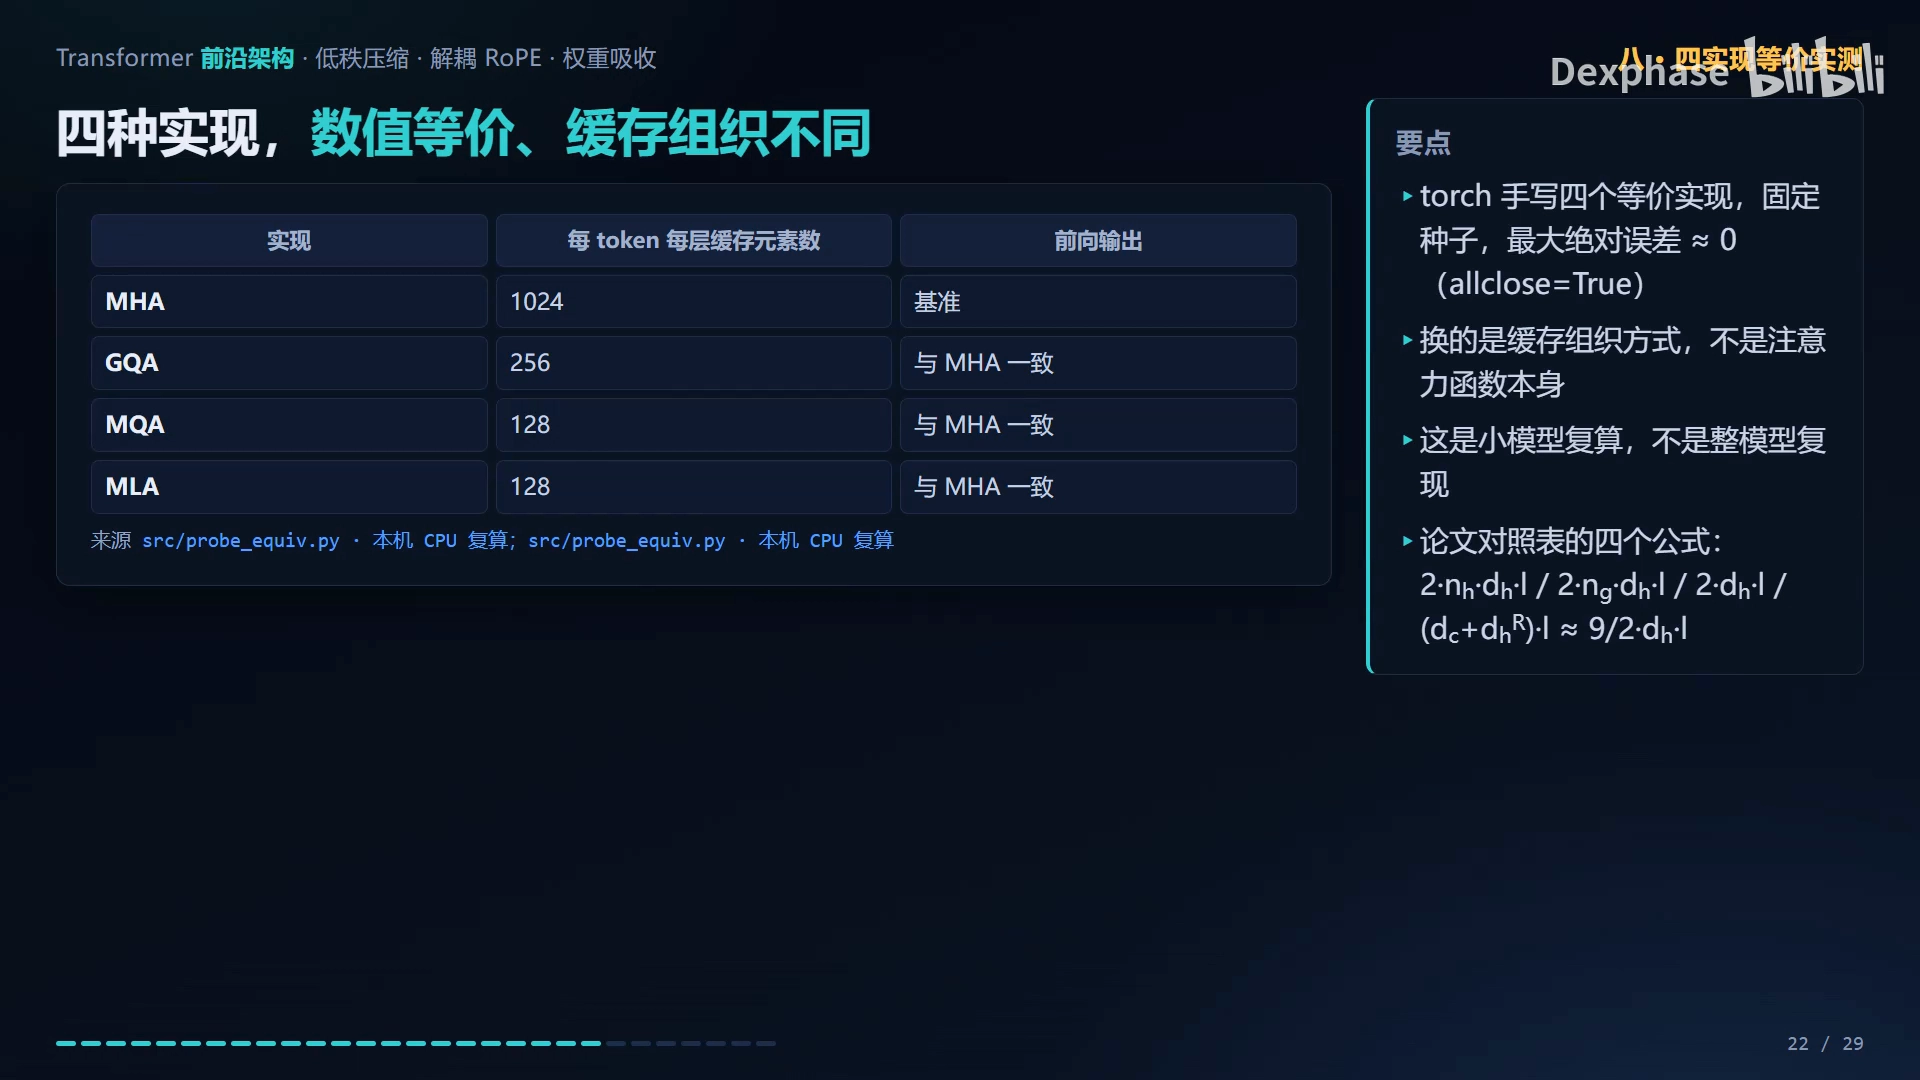 Transformer 前沿架构 · 低秩压缩 · 解耦 RoPE · 权重吸收
八 · 四实现等价实测
Dexphase bilibili
四种实现，数值等价、缓存组织不同
实现 每 token 每层缓存元素数 前向输出
MHA 1024 基准
GQA 256 与 MHA 一致
MQA 128 与 MHA 一致
MLA 128 与 MHA 一致
来源 src/probe_equiv.py · 本机 CPU 复算；src/probe_equiv.py · 本机 CPU 复算
要点
▸torch 手写四个等价实现，固定
种子，最大绝对误差 ≈ 0
（allclose=True）
▸换的是缓存组织方式，不是注意
力函数本身
▸这是小模型复算，不是整模型复
现
▸论文对照表的四个公式：
2·nₕ·dₕ·l / 2·n_g·dₕ·l / 2·dₕ·l /
(d_c+dₕᴿ)·l ≈ 9/2·dₕ·l
22 / 29